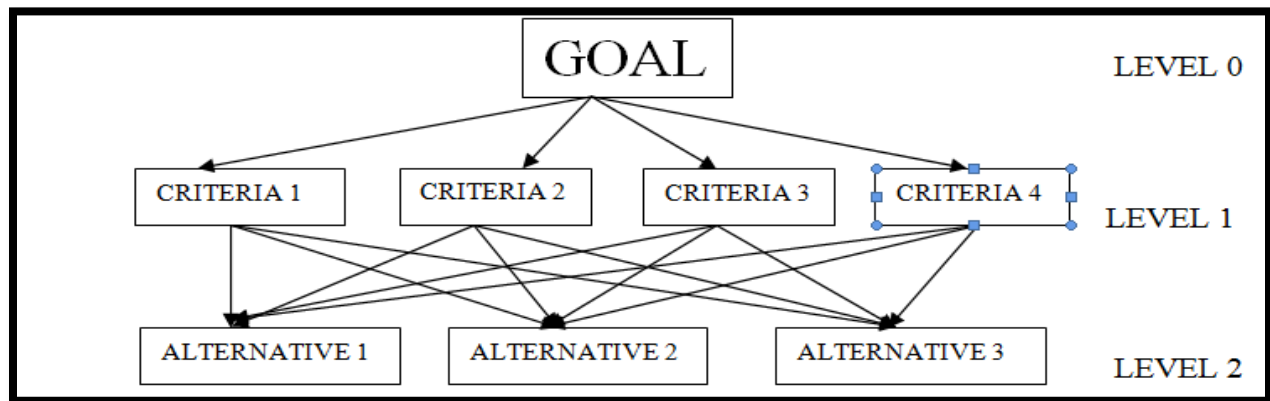 GOAL
LEVEL 0
CRITERIA 1
CRITERIA 2
CRITERIA 3
CRITERIA 4
LEVEL 1
ALTERNATIVE 1
ALTERNATIVE 2
ALTERNATIVE 3
LEVEL 2